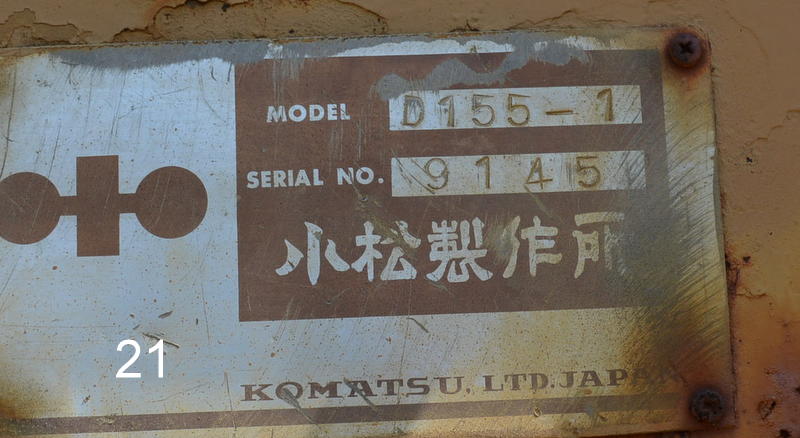 MODEL D155-1
SERIAL NO. 9145
小松製作所
KOMATSU, LTD. JAPAN
21